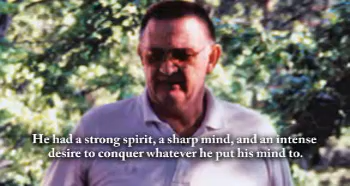 He had a strong spirit, a sharp mind, and an intense
desire to conquer whatever he put his mind to.